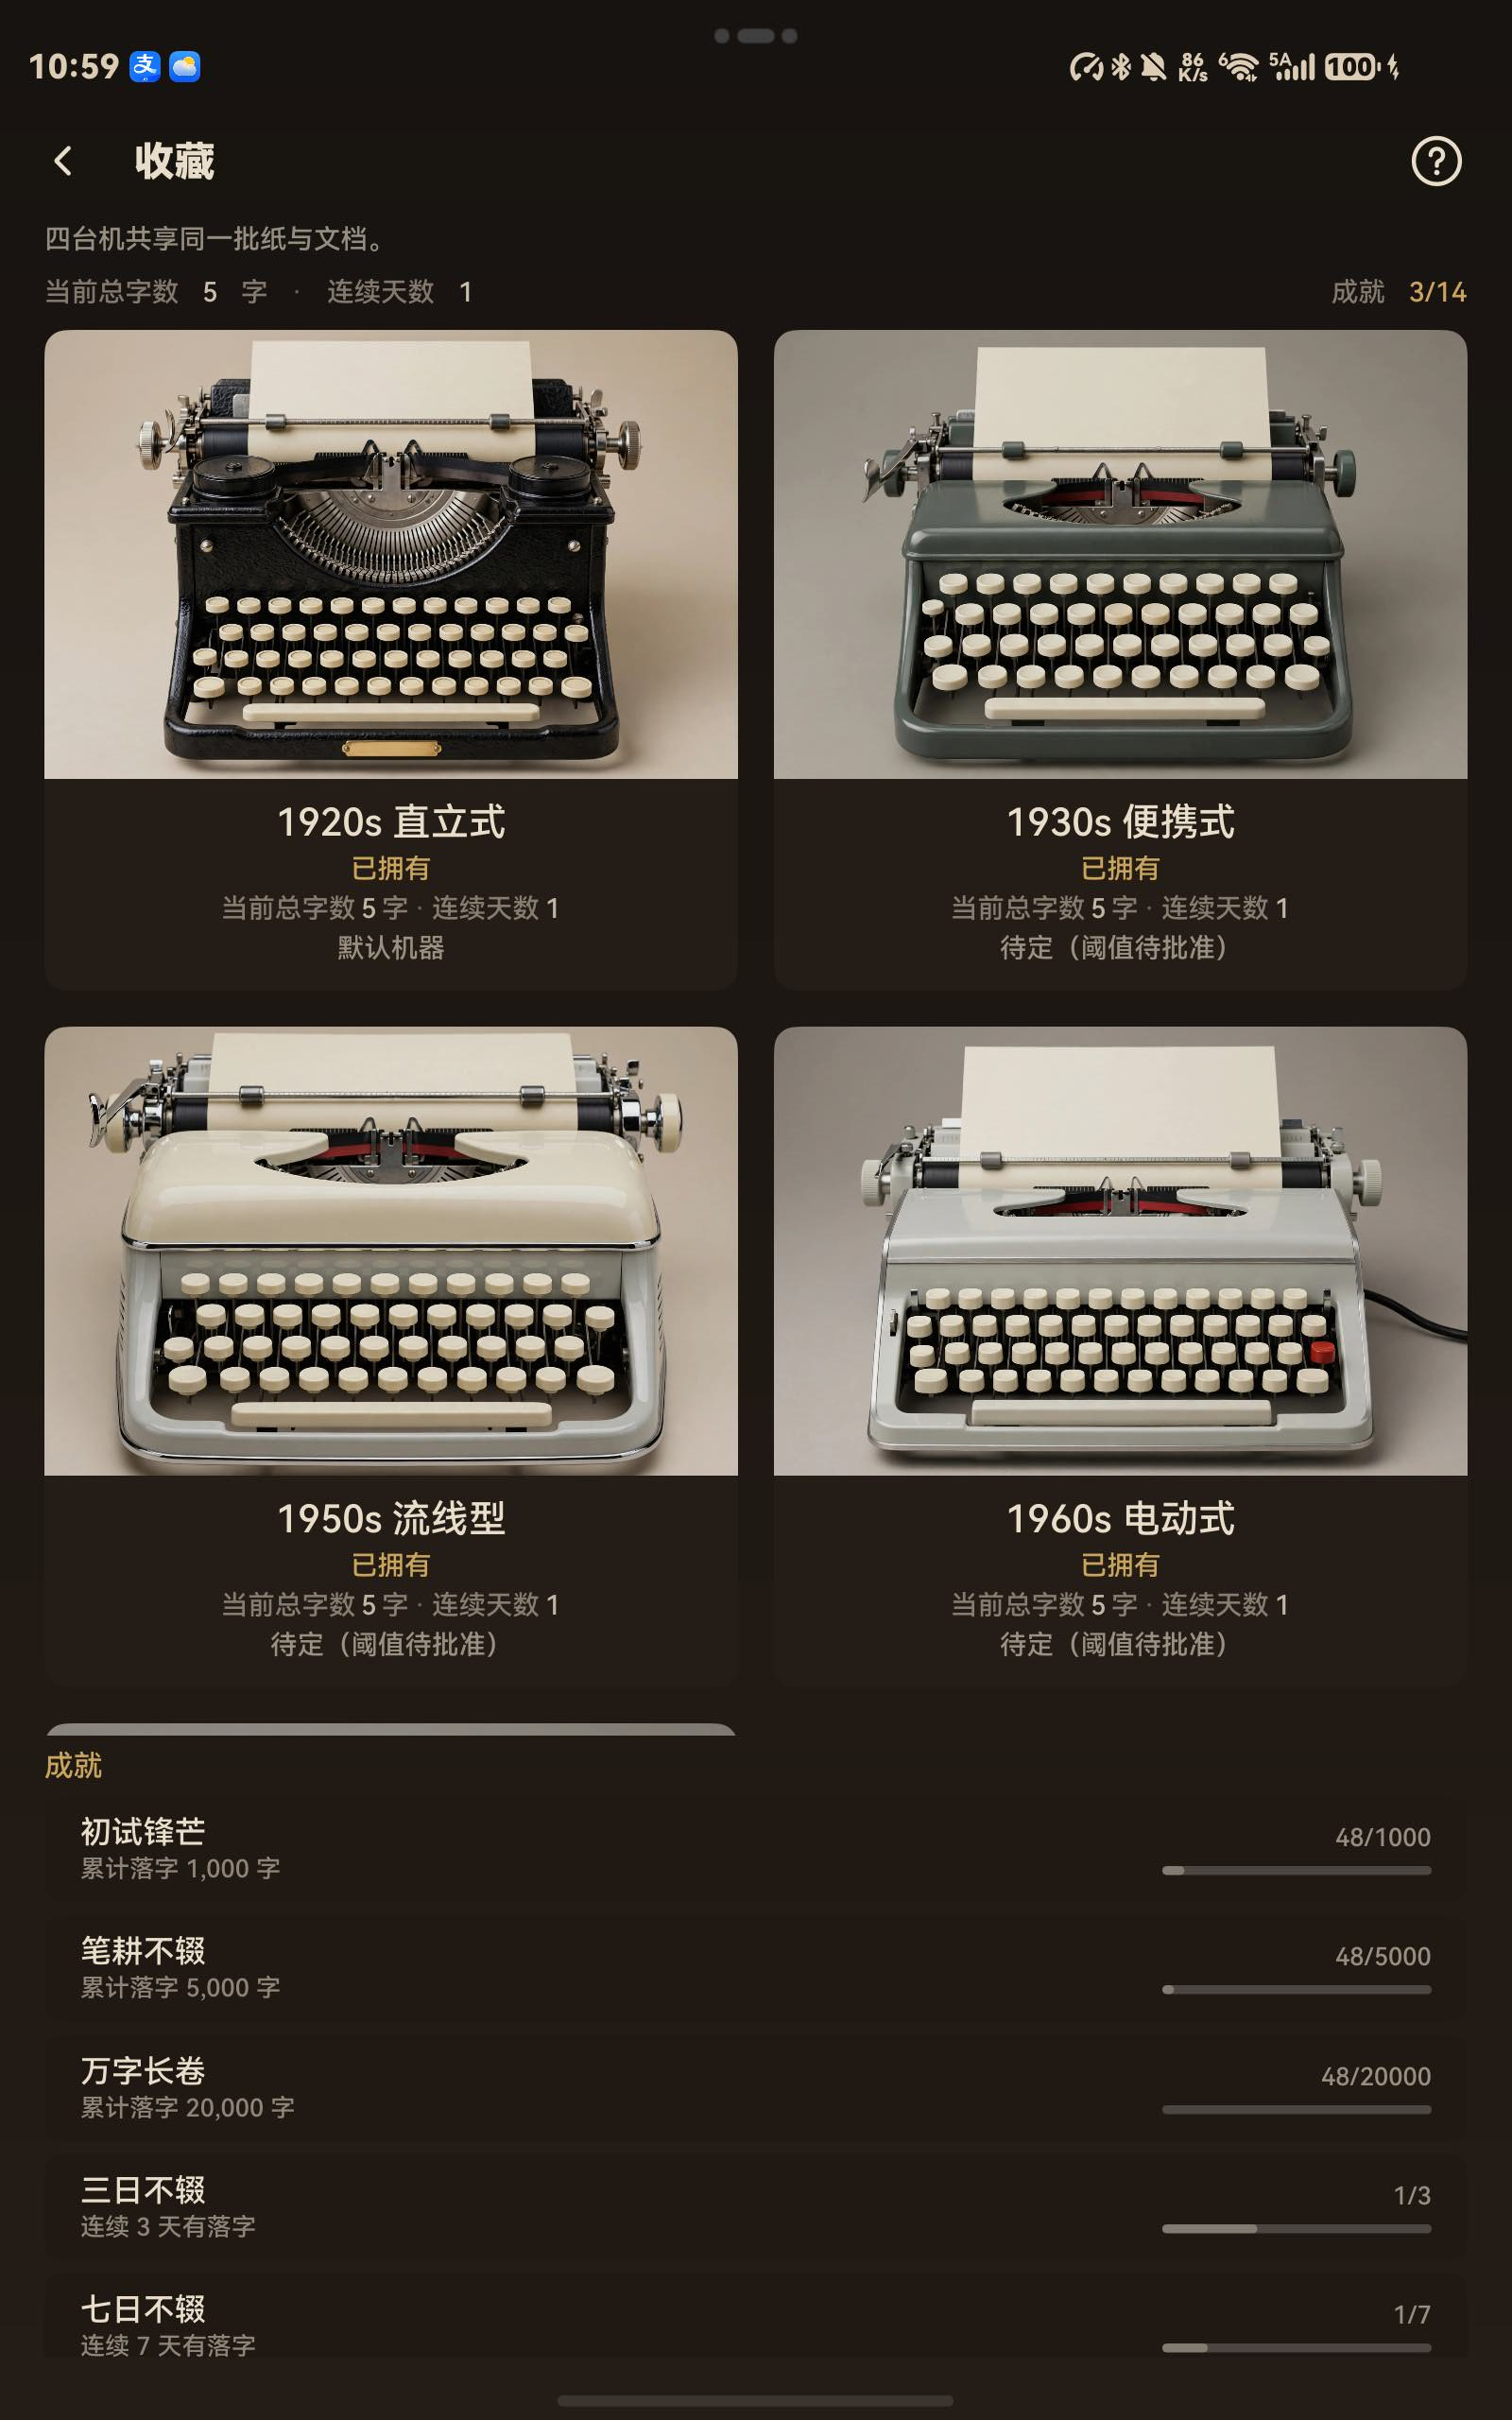 10:59
86 K/s
6
5A
100
收藏
四台机共享同一批纸与文档。
当前总字数 5 字 · 连续天数 1
成就 3/14
1920s 直立式
已拥有
当前总字数 5 字 · 连续天数 1
默认机器
1930s 便携式
已拥有
当前总字数 5 字 · 连续天数 1
待定（阈值待批准）
1950s 流线型
已拥有
当前总字数 5 字 · 连续天数 1
待定（阈值待批准）
1960s 电动式
已拥有
当前总字数 5 字 · 连续天数 1
待定（阈值待批准）
成就
初试锋芒
48/1000
累计落字 1,000 字
笔耕不辍
48/5000
累计落字 5,000 字
万字长卷
48/20000
累计落字 20,000 字
三日不辍
1/3
连续 3 天有落字
七日不辍
1/7
连续 7 天有落字